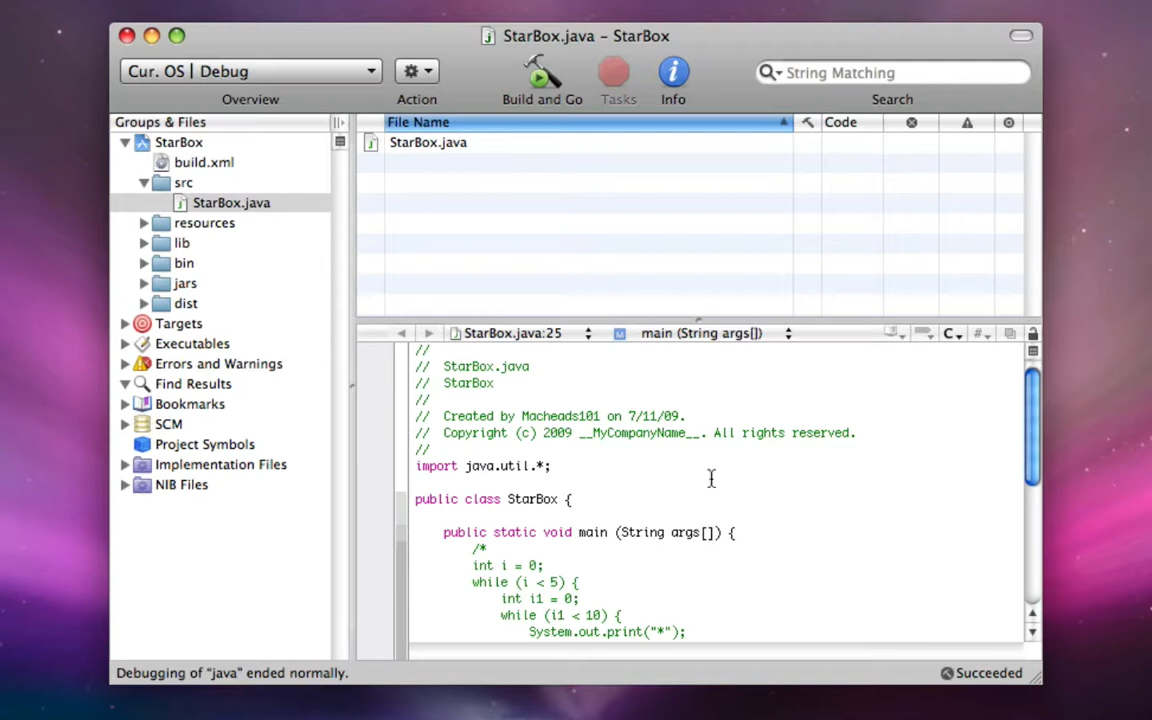 StarBox.java – StarBox
Cur. OS | Debug
String Matching
Overview
Action
Build and Go
Tasks
Info
Search
Groups & Files
StarBox
build.xml
src
StarBox.java
resources
lib
bin
jars
dist
Targets
Executables
Errors and Warnings
Find Results
Bookmarks
SCM
Project Symbols
Implementation Files
NIB Files
File Name
Code
StarBox.java
StarBox.java:25
M
main (String args[])
C
#
//
// StarBox.java
// StarBox
//
// Created by Macheads101 on 7/11/09.
// Copyright (c) 2009 __MyCompanyName__. All rights reserved.
//
import java.util.*;
public class StarBox {
public static void main (String args[]) {
/*
int i = 0;
while (i < 5) {
int i1 = 0;
while (i1 < 10) {
System.out.print("*");
Debugging of “java” ended normally.
Succeeded